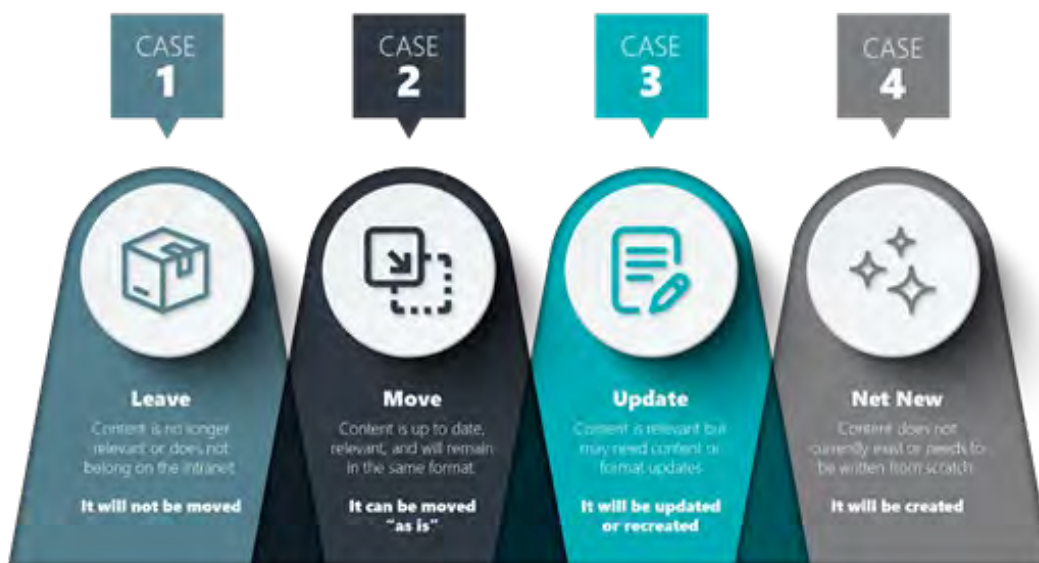 CASE
1
CASE
2
CASE
3
CASE
4
Leave
Content is no longer
relevant or does not
belong on the intranet
It will not be moved
Move
Content is up to date,
relevant, and will remain
in the same format.
It can be moved
"as is"
Update
Content is relevant but
may need content or
format updates
It will be updated
or recreated
Net New
Content does not
currently exist or needs to
be written from scratch
It will be created